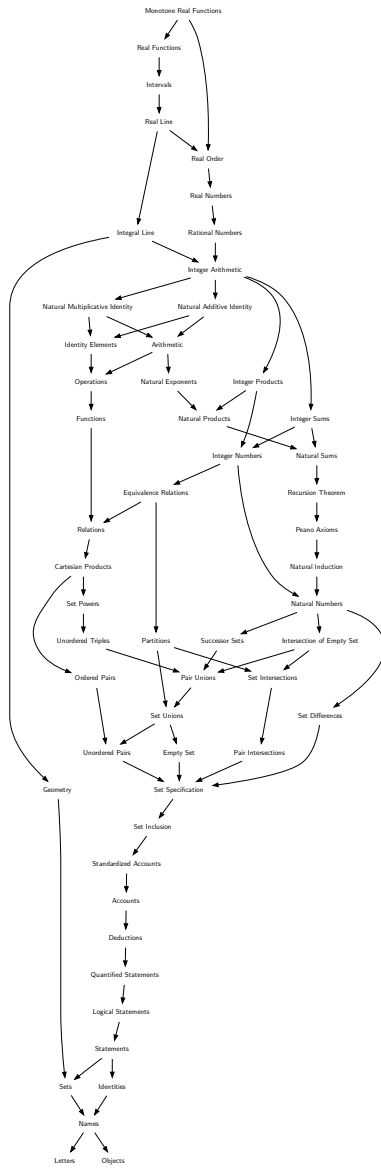 Monotone Real Functions
Real Functions
Intervals
Real Line
Real Order
Real Numbers
Integral Line
Rational Numbers
Integer Arithmetic
Natural Multiplicative Identity
Natural Additive Identity
Identity Elements
Arithmetic
Operations
Natural Exponents
Integer Products
Functions
Natural Products
Integer Sums
Integer Numbers
Natural Sums
Equivalence Relations
Recursion Theorem
Relations
Peano Axioms
Cartesian Products
Natural Induction
Set Powers
Natural Numbers
Unordered Triples
Partitions
Successor Sets
Intersection of Empty Set
Ordered Pairs
Pair Unions
Set Intersections
Set Unions
Set Differences
Unordered Pairs
Empty Set
Pair Intersections
Geometry
Set Specification
Set Inclusion
Standardized Accounts
Accounts
Deductions
Quantified Statements
Logical Statements
Statements
Sets
Identities
Names
Letters
Objects